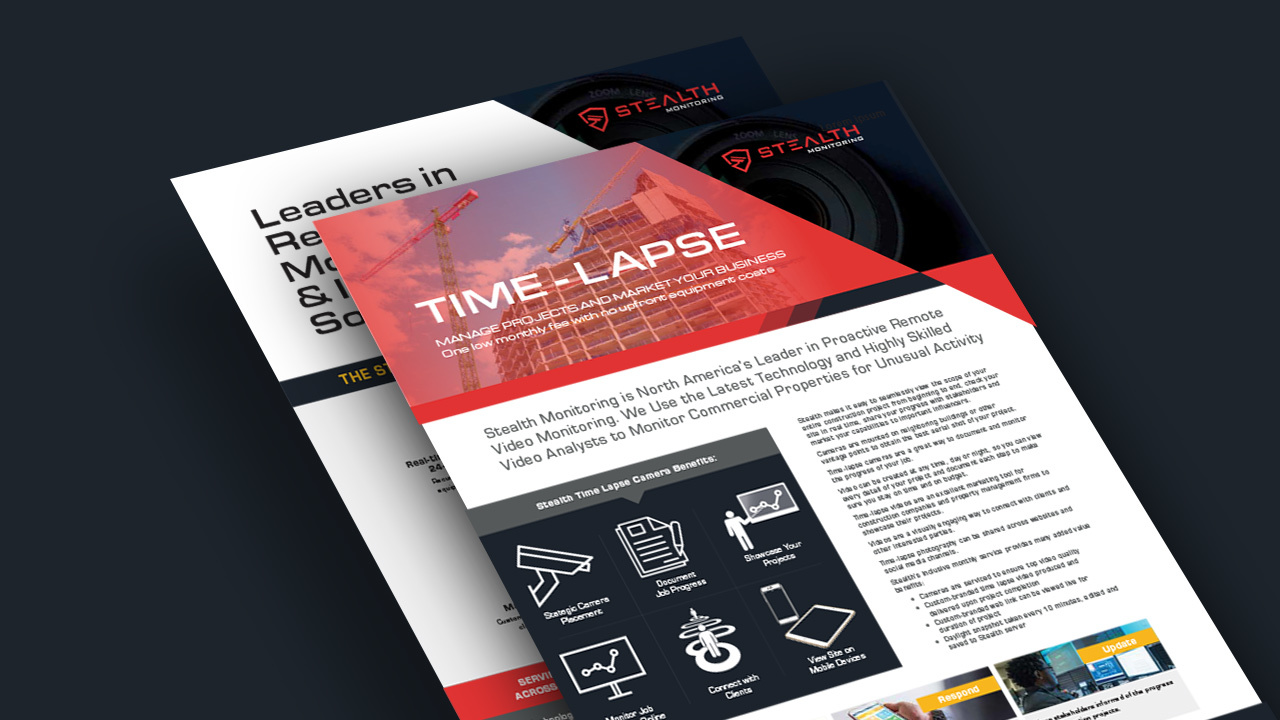 ZOOM LENS
STEALTH
MONITORING
Leaders in
THE
ZOOM LENS
STEALTH
MONITORING
TIME - LAPSE
MANAGE PROJECTS AND MARKET YOUR BUSINESS
One low monthly fee with no upfront equipment costs
Stealth Monitoring is North America's Leader in Proactive Remote
Video Monitoring. We Use the Latest Technology and Highly Skilled
Video Analysts to Monitor Commercial Properties for Unusual Activity
Stealth Time Lapse Camera Benefits:
Stategic Camera
Placement
Document
Job Progress
Showcase Your
Projects
Monitor Job
Connect with
Clients
View Site on
Mobile Devices
Stealth makes it easy to seamlessly view the scope of your
entire construction project from beginning to end, check your
site in real time, share your progress with stakeholders and
market your capabilities to important influencers.
Cameras are mounted on neighboring buildings or other
vantage points to obtain the best aerial shot of your project.
Time-lapse cameras are a great way to document and monitor
the progress of your job.
Video can be created at any time, day or night, so you can view
every detail of your project and document each step to make
sure you stay on time and on budget.
Time-lapse videos are an excellent marketing tool for
construction companies and property management firms to
showcase their projects.
Videos are a visually engaging way to connect with clients and
other interested parties.
Time-lapse photography can be shared across websites and
social media channels.
Stealth's inclusive monthly service provides many added value
benefits:
• Cameras are serviced to ensure top video quality
• Custom-branded time lapse video produced and
delivered upon project completion
• Custom-branded web link can be viewed live for
duration of project
• Daylight snapshot taken every 10 minutes, edited and
saved to Stealth server
Respond
Update
stakeholders informed of the progress
projects.
ACROSS